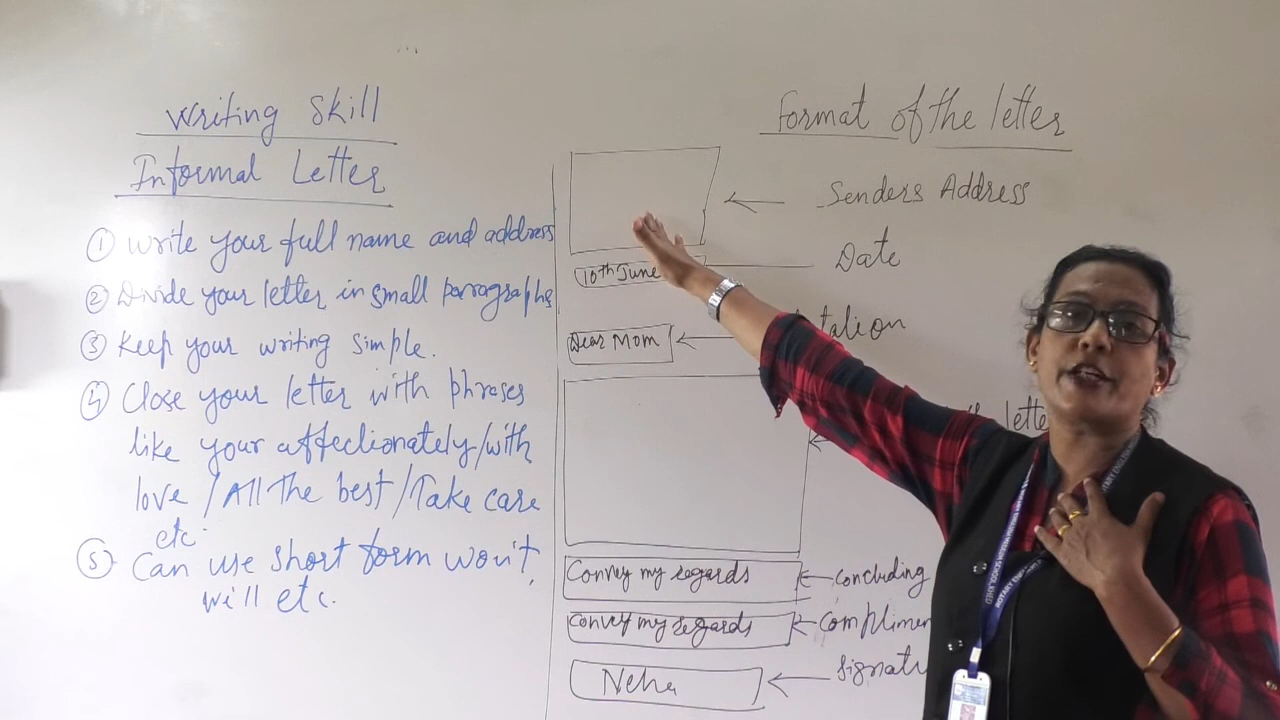 Writing Skill
Informal Letter
① Write your full name and address
② Divide your letter in small paragraphs
③ Keep your writing simple.
④ Close your letter with phrases
like your affectionately/with
love/All the best/Take care
etc.
⑤ Can use short form won't,
will etc.
Format of the letter
Senders Address
10th June
Date
Dear Mom
letter
Convey my regards
concluding
Convey my regards
Neha